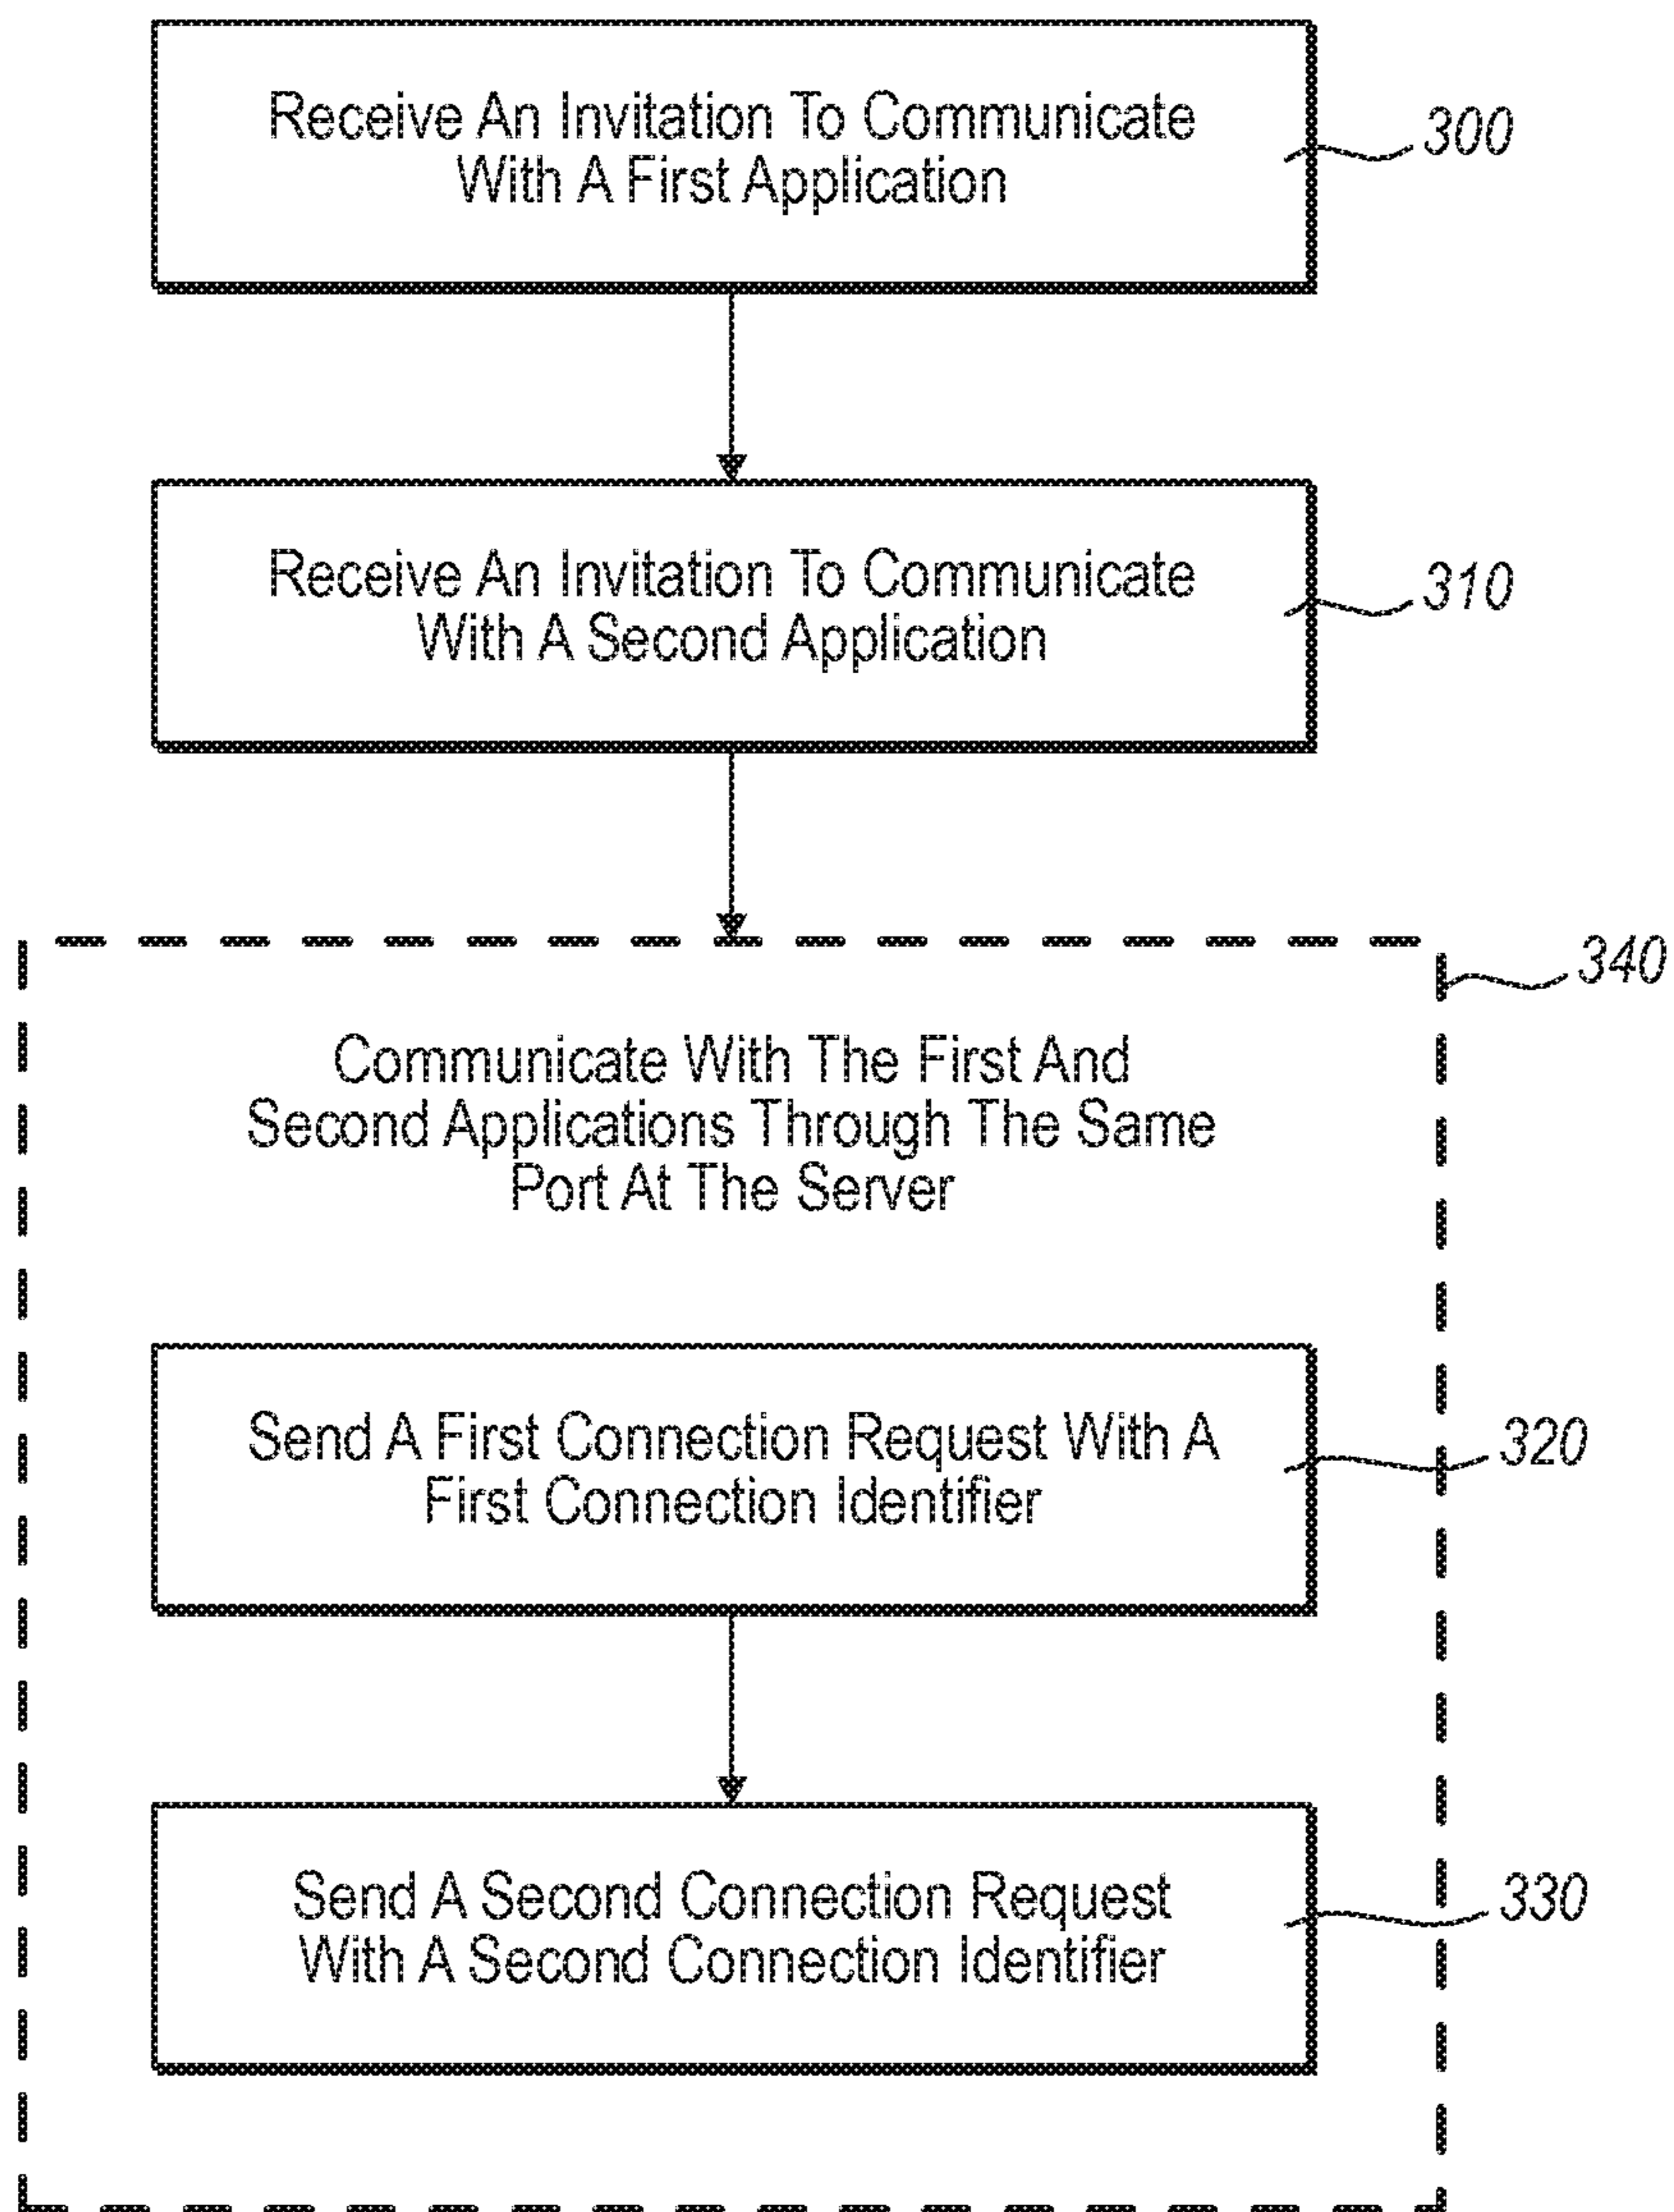 Receive An Invitation To Communicate
With A First Application
300
Receive An Invitation To Communicate
With A Second Application
310
340
Communicate With The First And
Second Applications Through The Same
Port At The Server
Send A First Connection Request With A
First Connection Identifier
320
Send A Second Connection Request
With A Second Connection Identifier
330